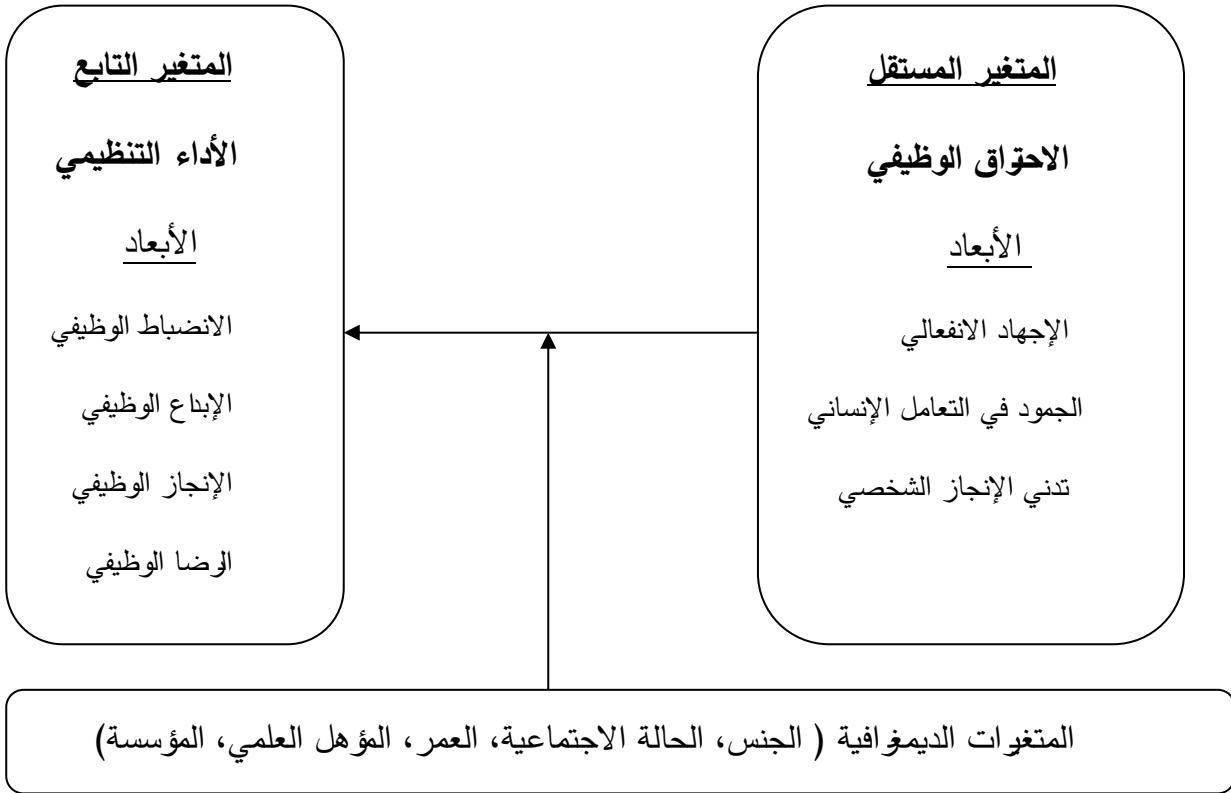 المتغير المستقل
الاحتراق الوظيفي
الأبعاد
الإجهاد الانفعالي
الجمود في التعامل الإنساني
تدني الإنجاز الشخصي
المتغير التابع
الأداء التنظيمي
الأبعاد
الانضباط الوظيفي
الإبداع الوظيفي
الإنجاز الوظيفي
الرضا الوظيفي
المتغيرات الديمغرافية ( الجنس، الحالة الاجتماعية، العمر، المؤهل العلمي، المؤسسة)